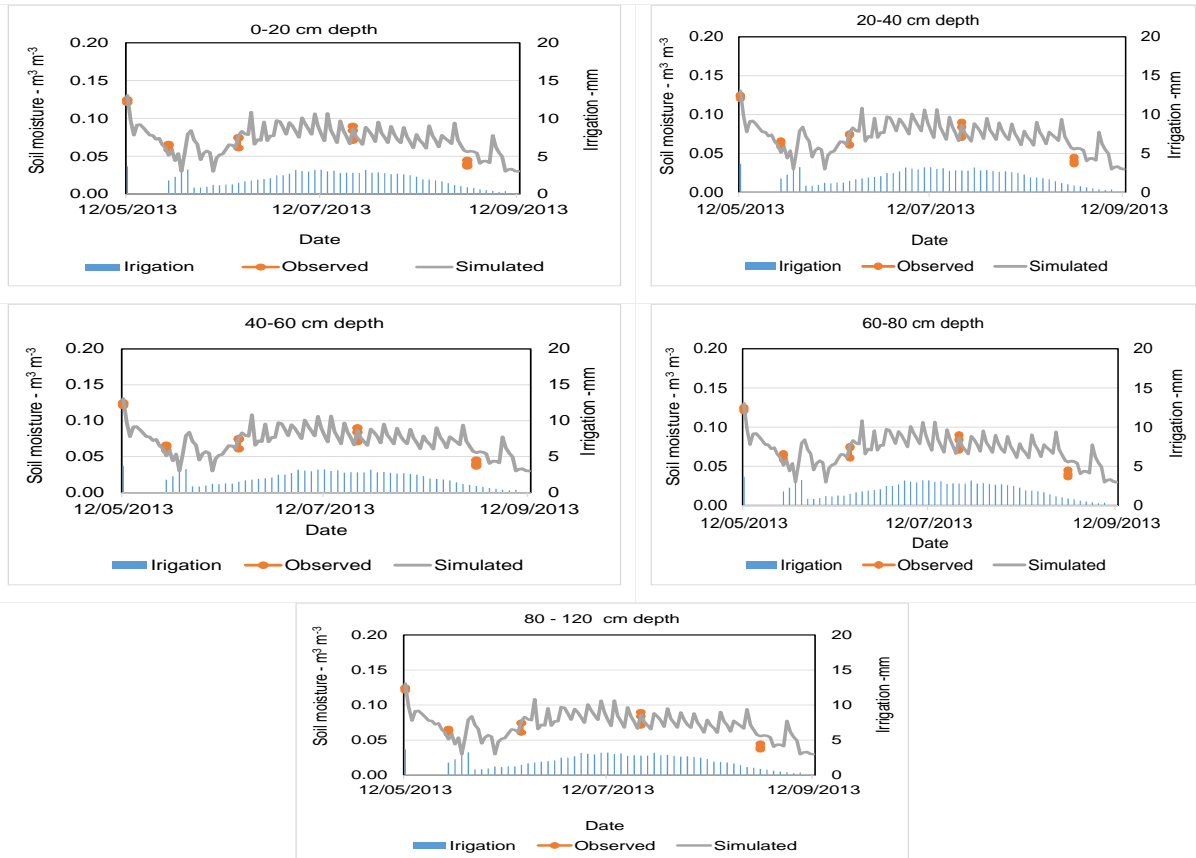 0-20 cm depth
Soil moisture - m³ m⁻³
0.20
0.15
0.10
0.05
0.00
20
15
10
5
0
Irrigation -mm
12/05/2013 12/07/2013 12/09/2013
Date
Irigation Observed Simulated
20-40 cm depth
Soil moisture - m³ m⁻³
0.20
0.15
0.10
0.05
0.00
20
15
10
5
0
Irrigation -mm
12/05/2013 12/07/2013 12/09/2013
Date
Irigation Observed Simulated
40-60 cm depth
Soil moisture - m³ m⁻³
0.20
0.15
0.10
0.05
0.00
20
15
10
5
0
Irrigation -mm
12/05/2013 12/07/2013 12/09/2013
Date
Irigation Observed Simulated
60-80 cm depth
Soil moisture - m³ m⁻³
0.20
0.15
0.10
0.05
0.00
20
15
10
5
0
Irrigation -mm
12/05/2013 12/07/2013 12/09/2013
Date
Irigation Observed Simulated
80 - 120 cm depth
Soil moisture - m³ m⁻³
0.20
0.15
0.10
0.05
0.00
20
15
10
5
0
Irrigation -mm
12/05/2013 12/07/2013 12/09/2013
Date
Irigation Observed Simulated